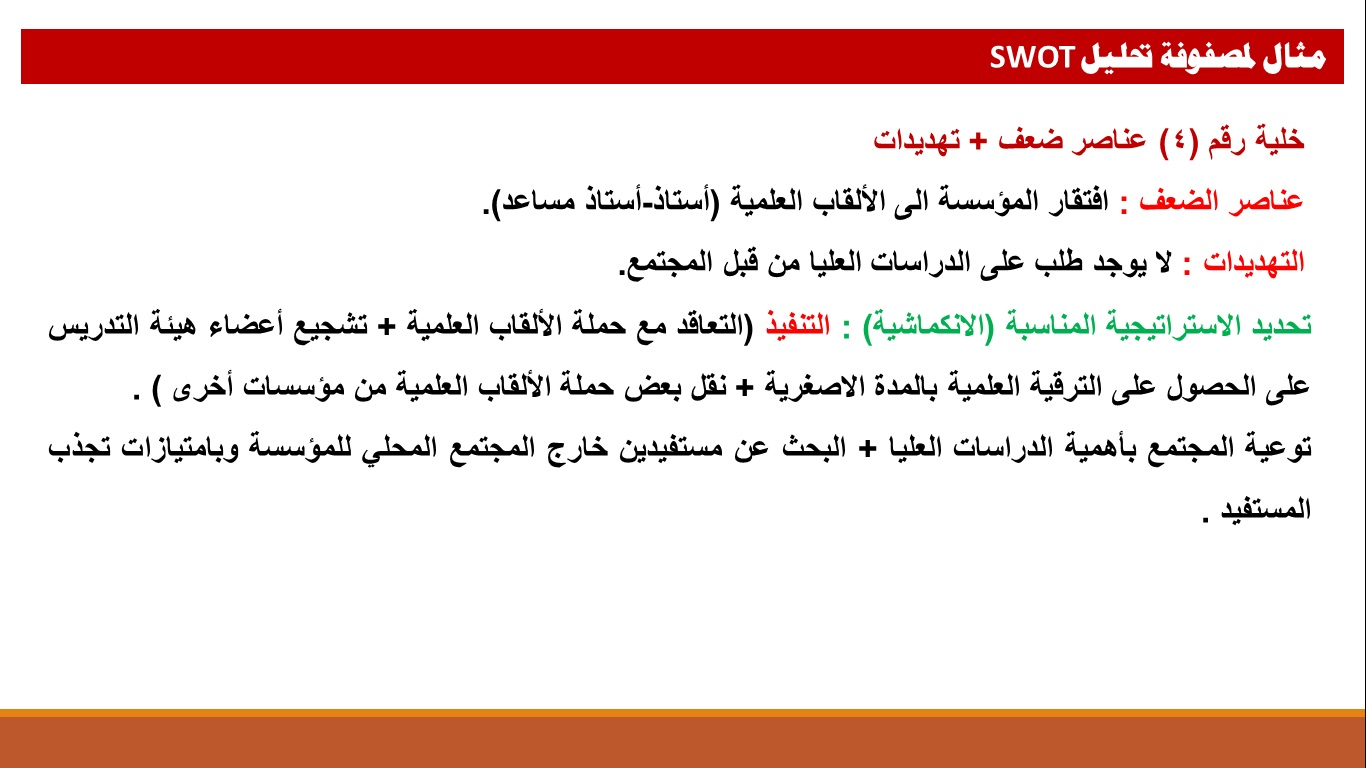 مثال لمصفوفة تحليل SWOT
خلية رقم (٤) عناصر ضعف + تهديدات
عناصر الضعف : افتقار المؤسسة الى الألقاب العلمية (أستاذ-أستاذ مساعد).
التهديدات : لا يوجد طلب على الدراسات العليا من قبل المجتمع.
تحديد الاستراتيجية المناسبة (الانكماشية) : التنفيذ (التعاقد مع حملة الألقاب العلمية + تشجيع أعضاء هيئة التدريس
على الحصول على الترقية العلمية بالمدة الاصغرية + نقل بعض حملة الألقاب العلمية من مؤسسات أخرى ) .
توعية المجتمع بأهمية الدراسات العليا + البحث عن مستفيدين خارج المجتمع المحلي للمؤسسة وبامتيازات تجذب
المستفيد .